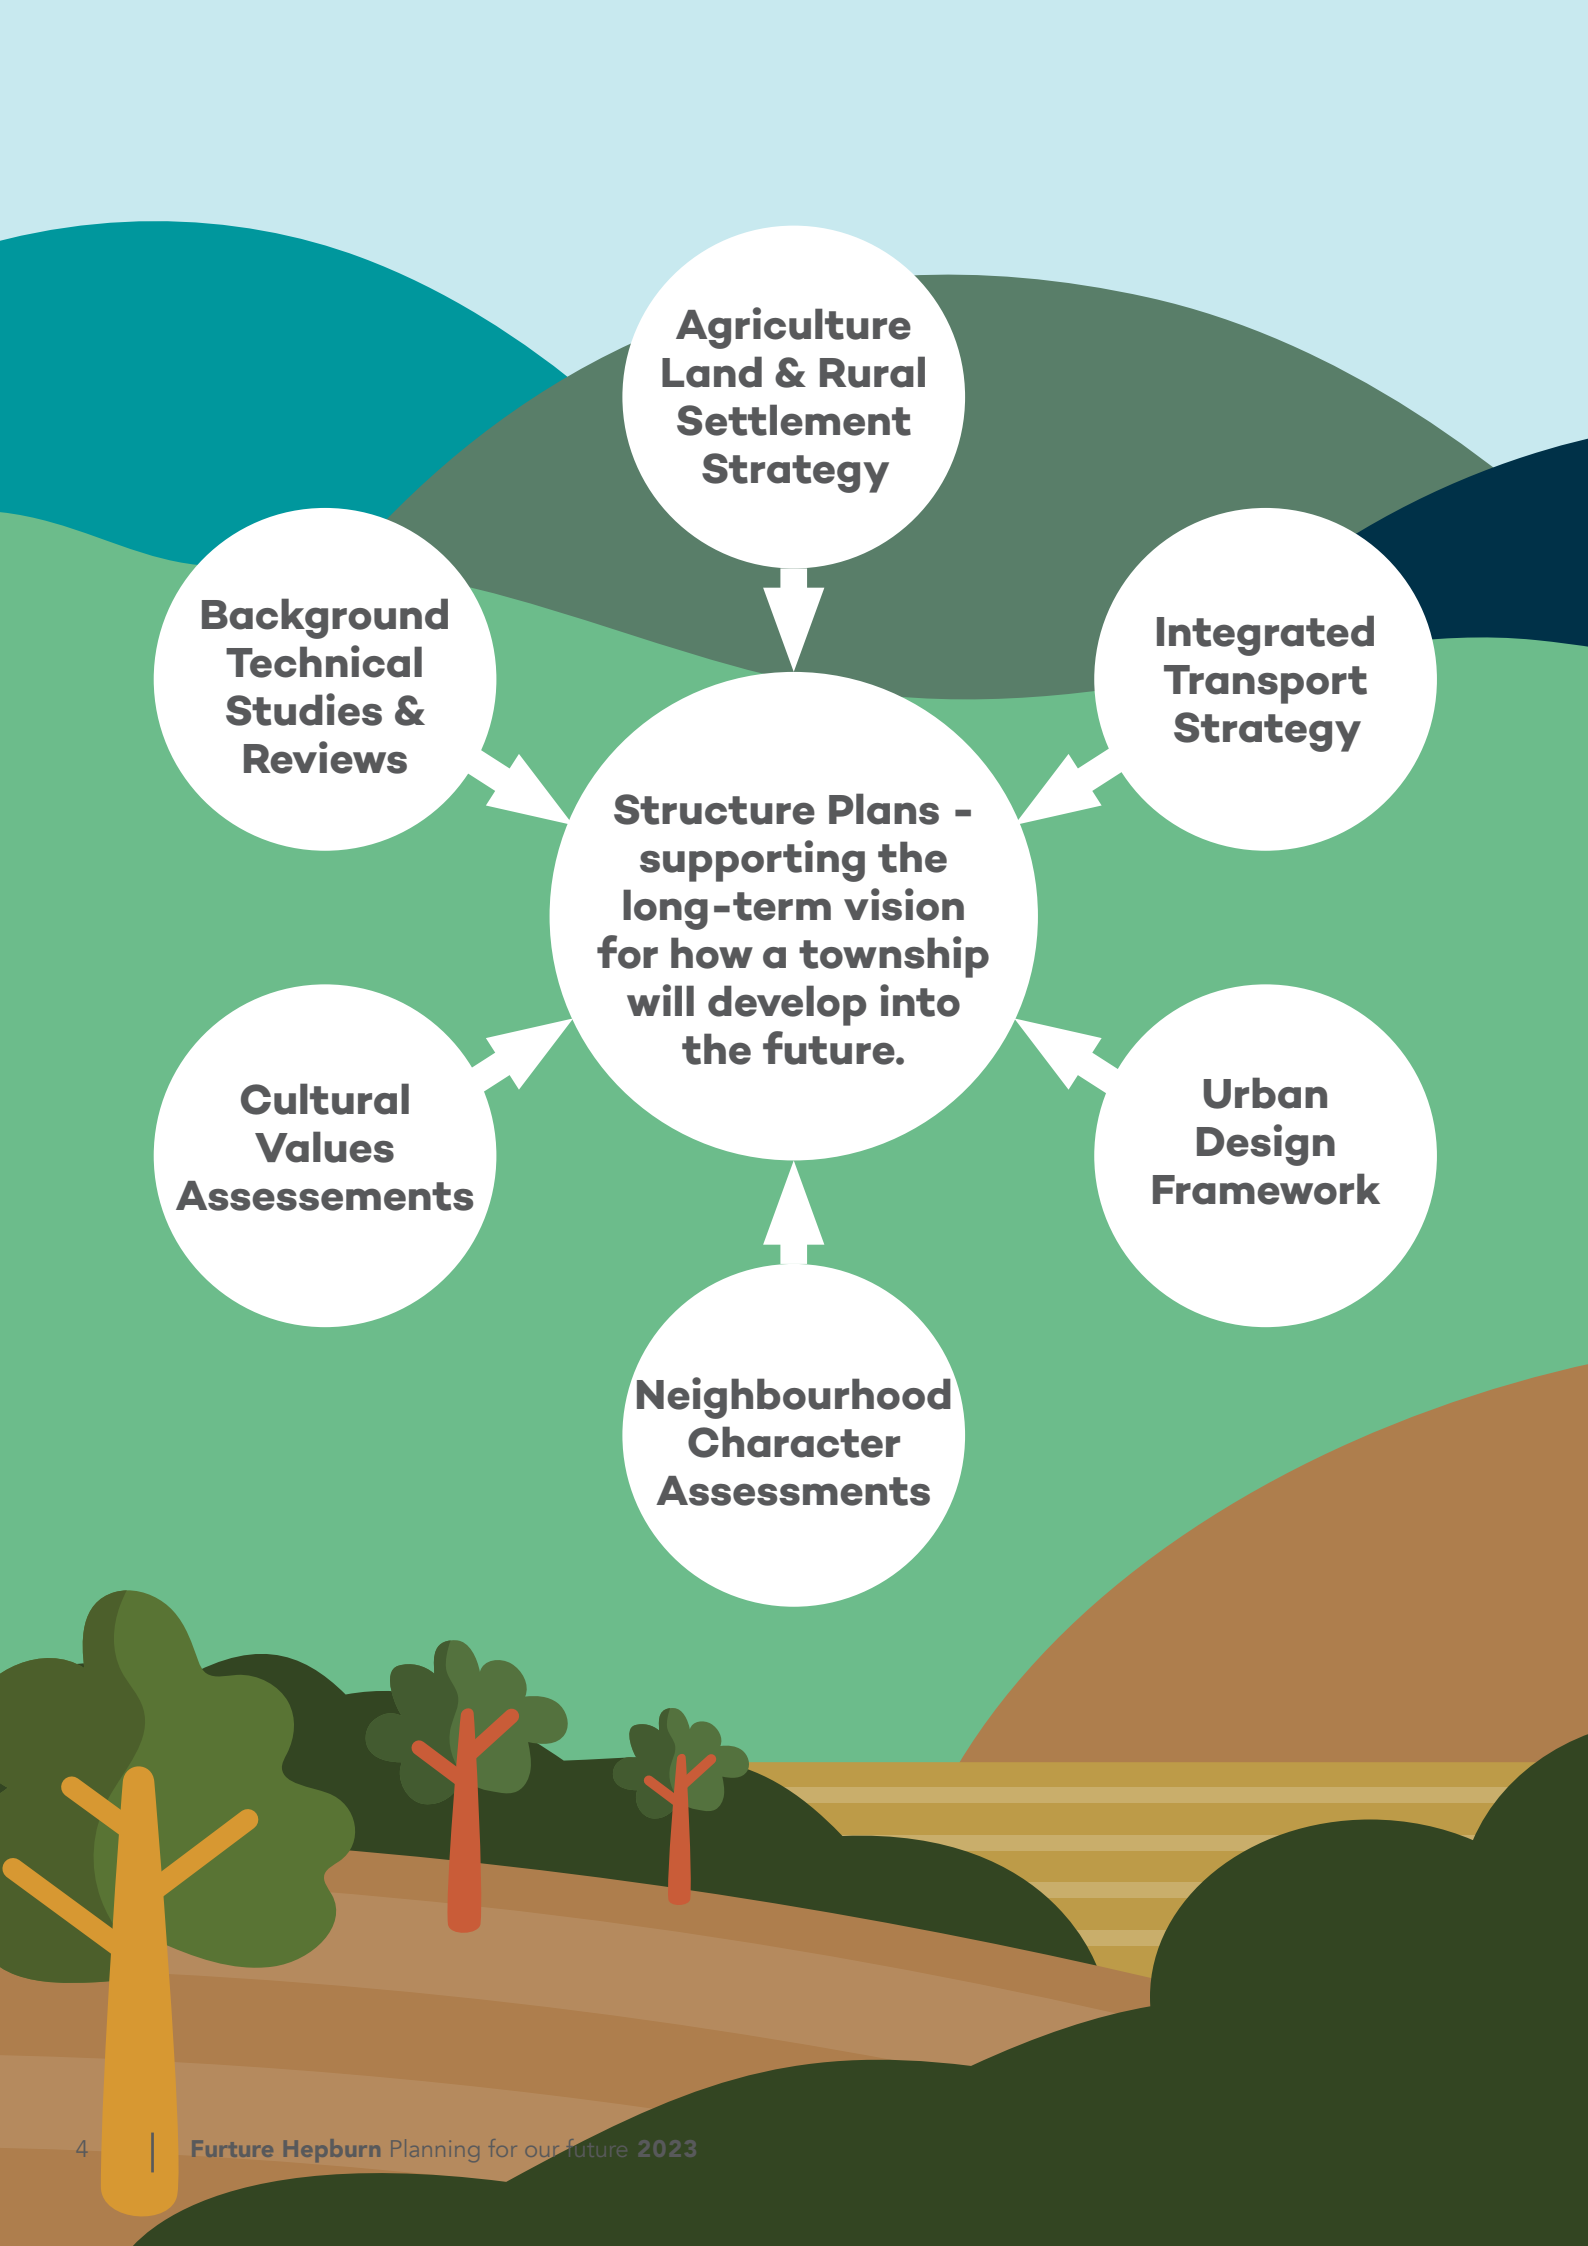 Agriculture
Land & Rural
Settlement
Strategy
Background
Technical
Studies &
Reviews
Integrated
Transport
Strategy
Structure Plans -
supporting the
long-term vision
for how a township
will develop into
the future.
Cultural
Values
Assessements
Urban
Design
Framework
Neighbourhood
Character
Assessments
4 | Furture Hepburn Planning for our future 2023